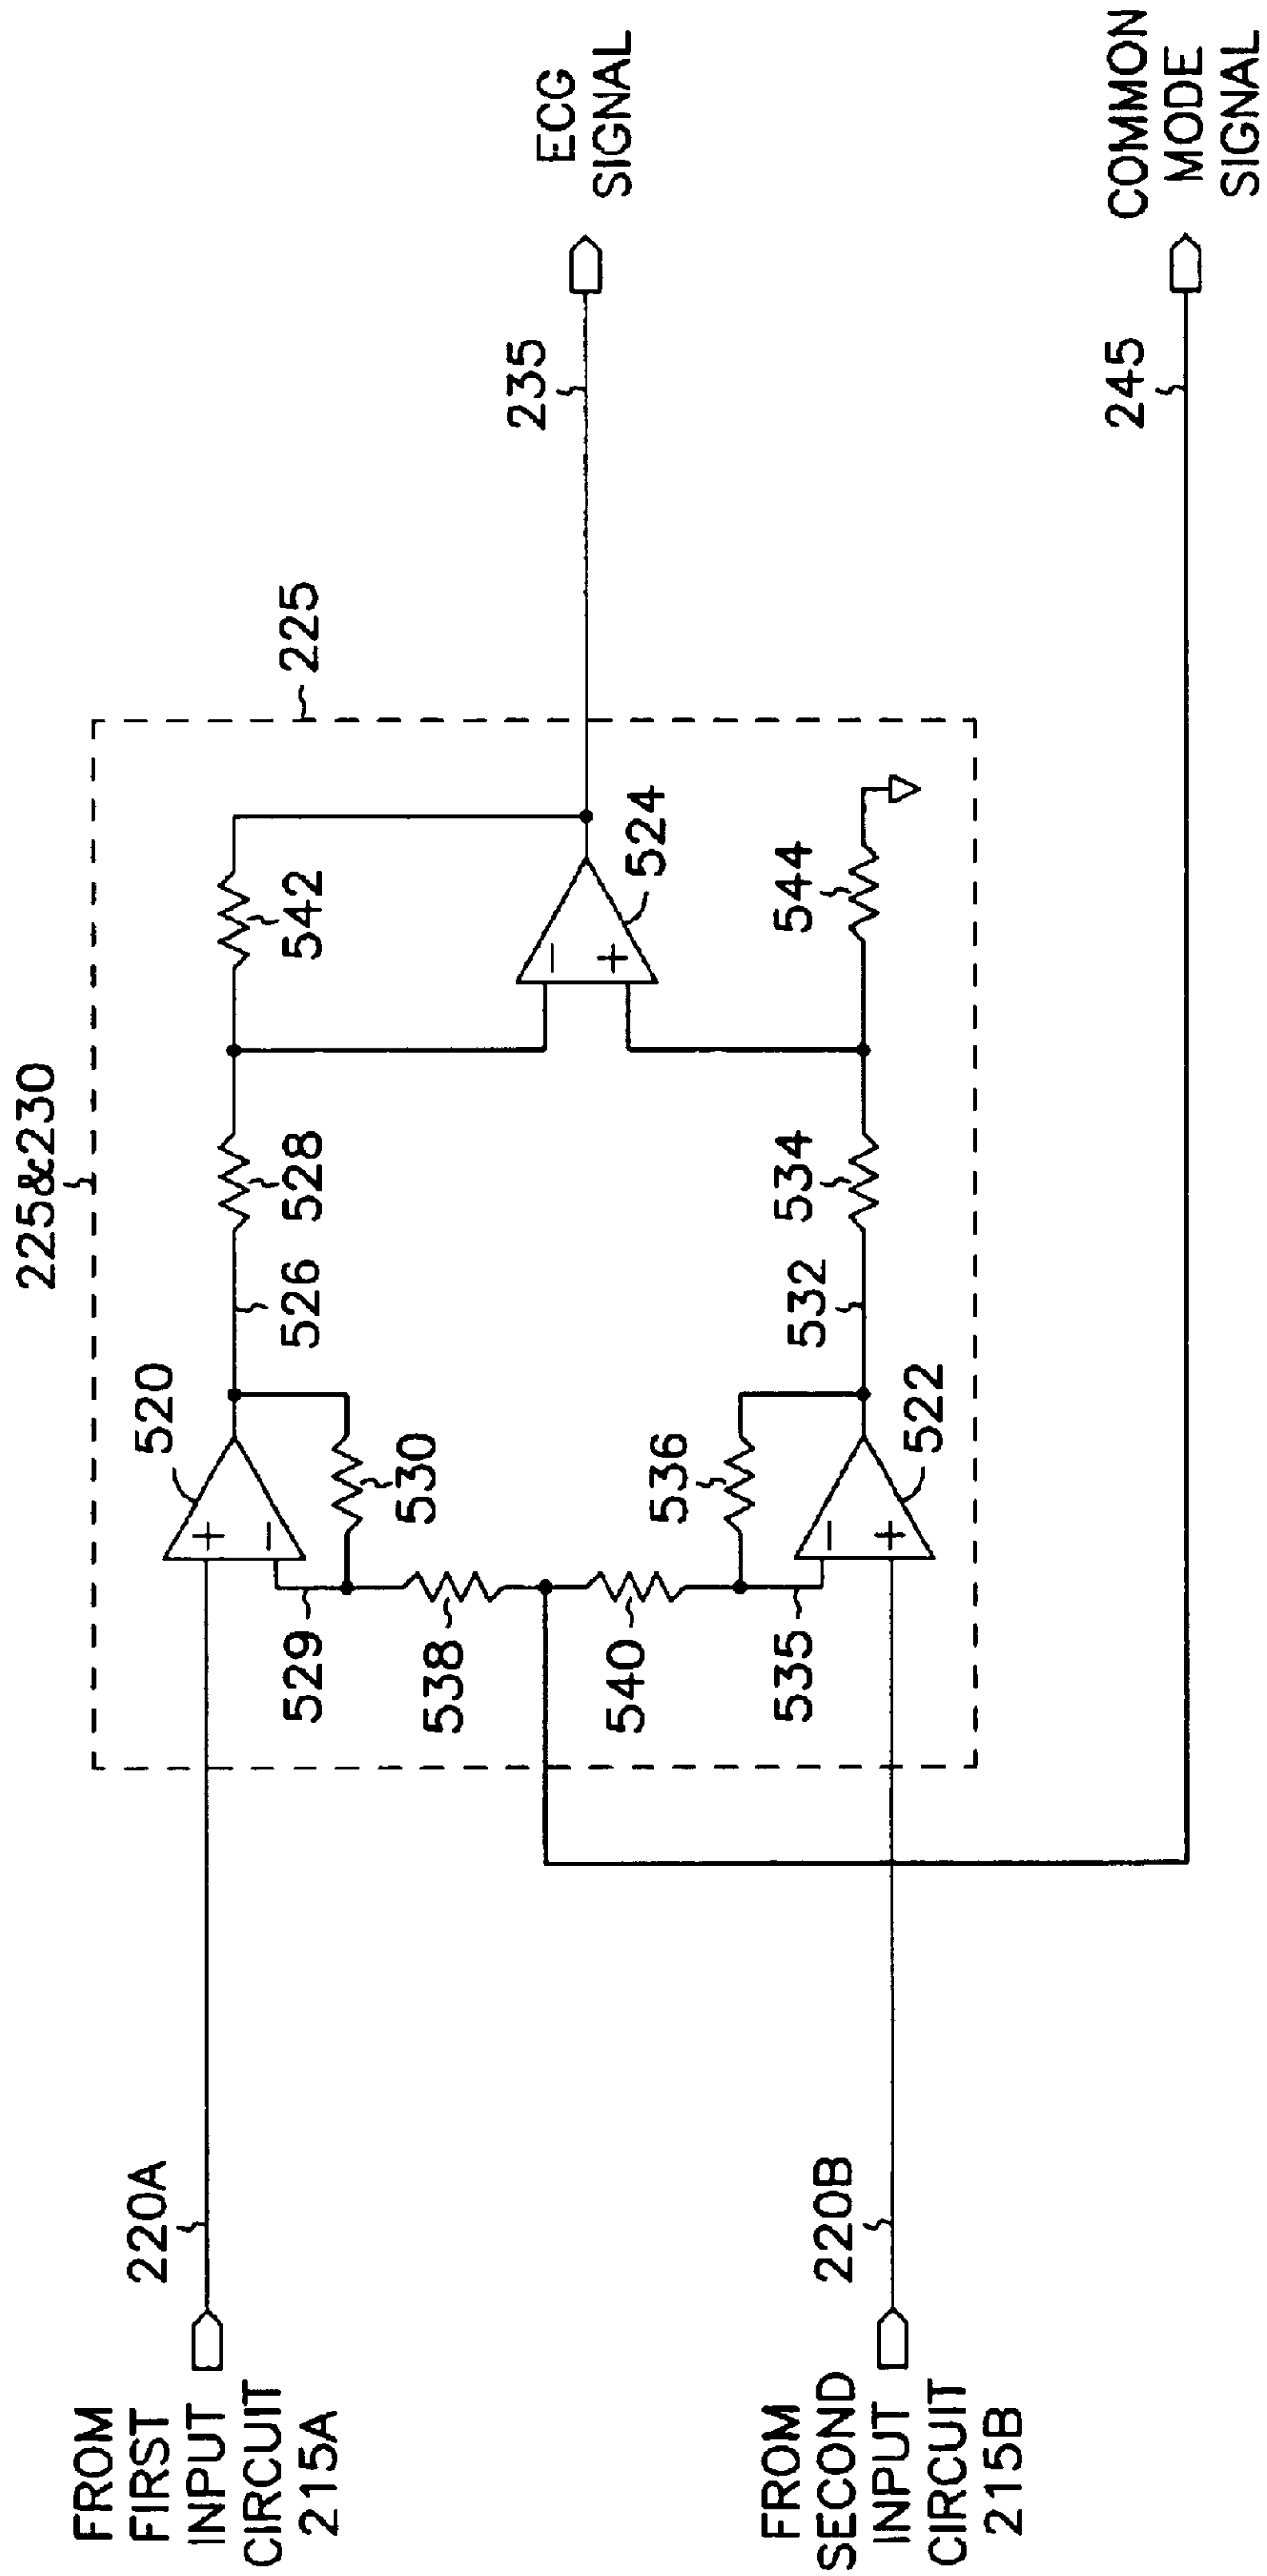 225&230
225
FROM
FIRST
INPUT
CIRCUIT
215A
220A
520
+
−
526
528
542
529
530
538
540
535
536
−
+
522
532
534
544
−
+
524
235
ECG
SIGNAL
FROM
SECOND
INPUT
CIRCUIT
215B
220B
245
COMMON
MODE
SIGNAL